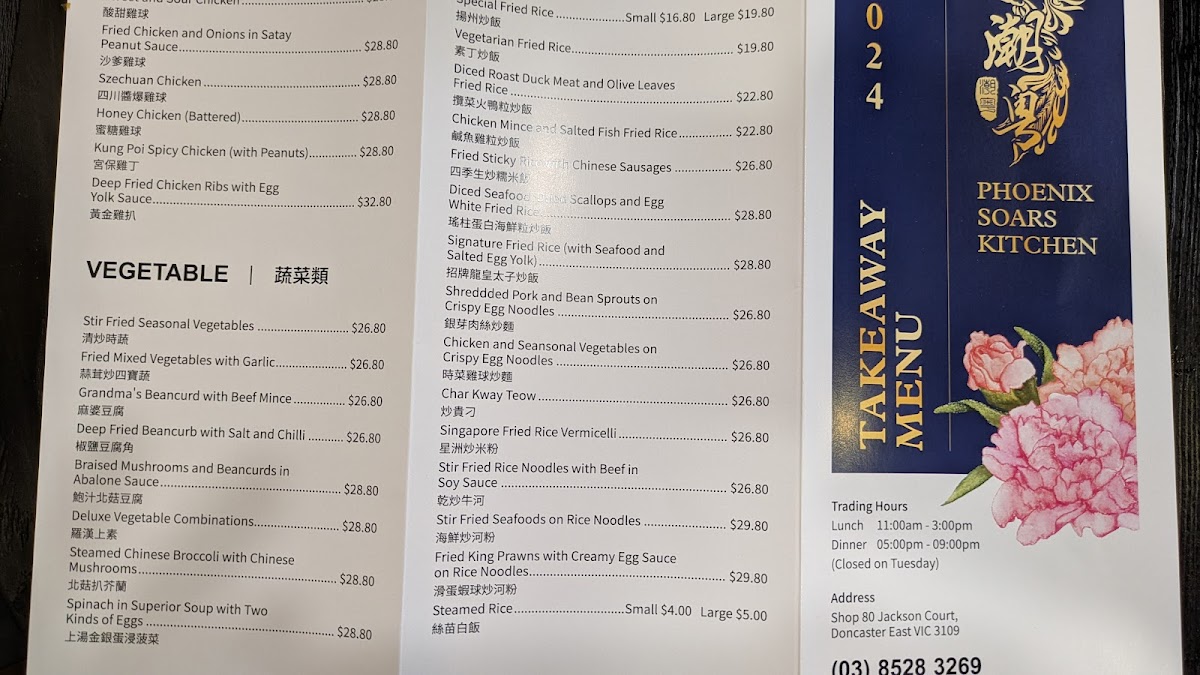 酸甜雞球
Fried Chicken and Onions in Satay
Peanut Sauce.......... $28.80
沙爹雞球
Szechuan Chicken .......... $28.80
四川醬爆雞球
Honey Chicken (Battered).......... $28.80
蜜糖雞球
Kung Poi Spicy Chicken (with Peanuts).......... $28.80
宮保雞丁
Deep Fried Chicken Ribs with Egg
Yolk Sauce.......... $32.80
黃金雞扒
VEGETABLE | 蔬菜類
Stir Fried Seasonal Vegetables .......... $26.80
清炒時蔬
Fried Mixed Vegetables with Garlic.......... $26.80
蒜茸炒四寶蔬
Grandma's Beancurd with Beef Mince .......... $26.80
麻婆豆腐
Deep Fried Beancurb with Salt and Chilli .......... $26.80
椒鹽豆腐角
Braised Mushrooms and Beancurds in
Abalone Sauce.......... $28.80
鮑汁北菇豆腐
Deluxe Vegetable Combinations.......... $28.80
羅漢上素
Steamed Chinese Broccoli with Chinese
Mushrooms.......... $28.80
北菇扒芥蘭
Spinach in Superior Soup with Two
Kinds of Eggs .......... $28.80
上湯金銀蛋浸菠菜
Special Fried Rice.......... Small $16.80 Large $19.80
揚州炒飯
Vegetarian Fried Rice.......... $19.80
素丁炒飯
Diced Roast Duck Meat and Olive Leaves
Fried Rice .......... $22.80
欖菜火鴨粒炒飯
Chicken Mince and Salted Fish Fried Rice.......... $22.80
鹹魚雞粒炒飯
Fried Sticky Rice with Chinese Sausages .......... $26.80
四季生炒糯米飯
Diced Seafood, Scallops and Egg
White Fried Rice.......... $28.80
瑤柱蛋白海鮮粒炒飯
Signature Fried Rice (with Seafood and
Salted Egg Yolk).......... $28.80
招牌龍皇太子炒飯
Shreddded Pork and Bean Sprouts on
Crispy Egg Noodles .......... $26.80
銀芽肉絲炒麵
Chicken and Seansonal Vegetables on
Crispy Egg Noodles .......... $26.80
時菜雞球炒麵
Char Kway Teow .......... $26.80
炒貴刁
Singapore Fried Rice Vermicelli .......... $26.80
星洲炒米粉
Stir Fried Rice Noodles with Beef in
Soy Sauce .......... $26.80
乾炒牛河
Stir Fried Seafoods on Rice Noodles .......... $29.80
海鮮炒河粉
Fried King Prawns with Creamy Egg Sauce
on Rice Noodles.......... $29.80
滑蛋蝦球炒河粉
Steamed Rice.......... Small $4.00 Large $5.00
絲苗白飯
024
TAKEAWAY
MENU
潮粵
PHOENIX
SOARS
KITCHEN
Trading Hours
Lunch 11:00am - 3:00pm
Dinner 05:00pm - 09:00pm
(Closed on Tuesday)
Address
Shop 80 Jackson Court,
Doncaster East VIC 3109
(03) 8528 3269